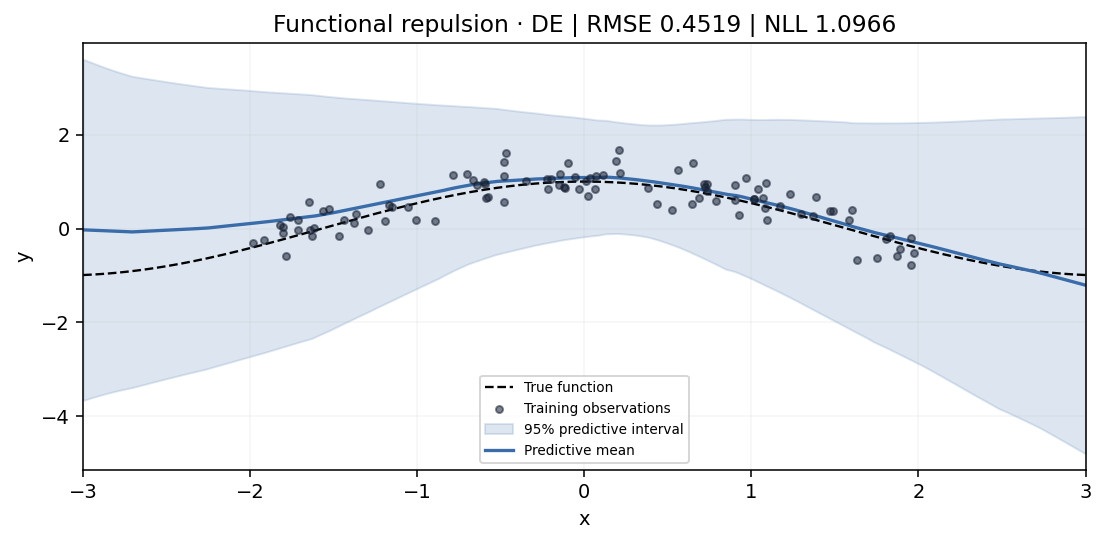 Functional repulsion · DE | RMSE 0.4519 | NLL 1.0966
y
2
0
−2
−4
True function
Training observations
95% predictive interval
Predictive mean
−3
−2
−1
0
1
2
3
x